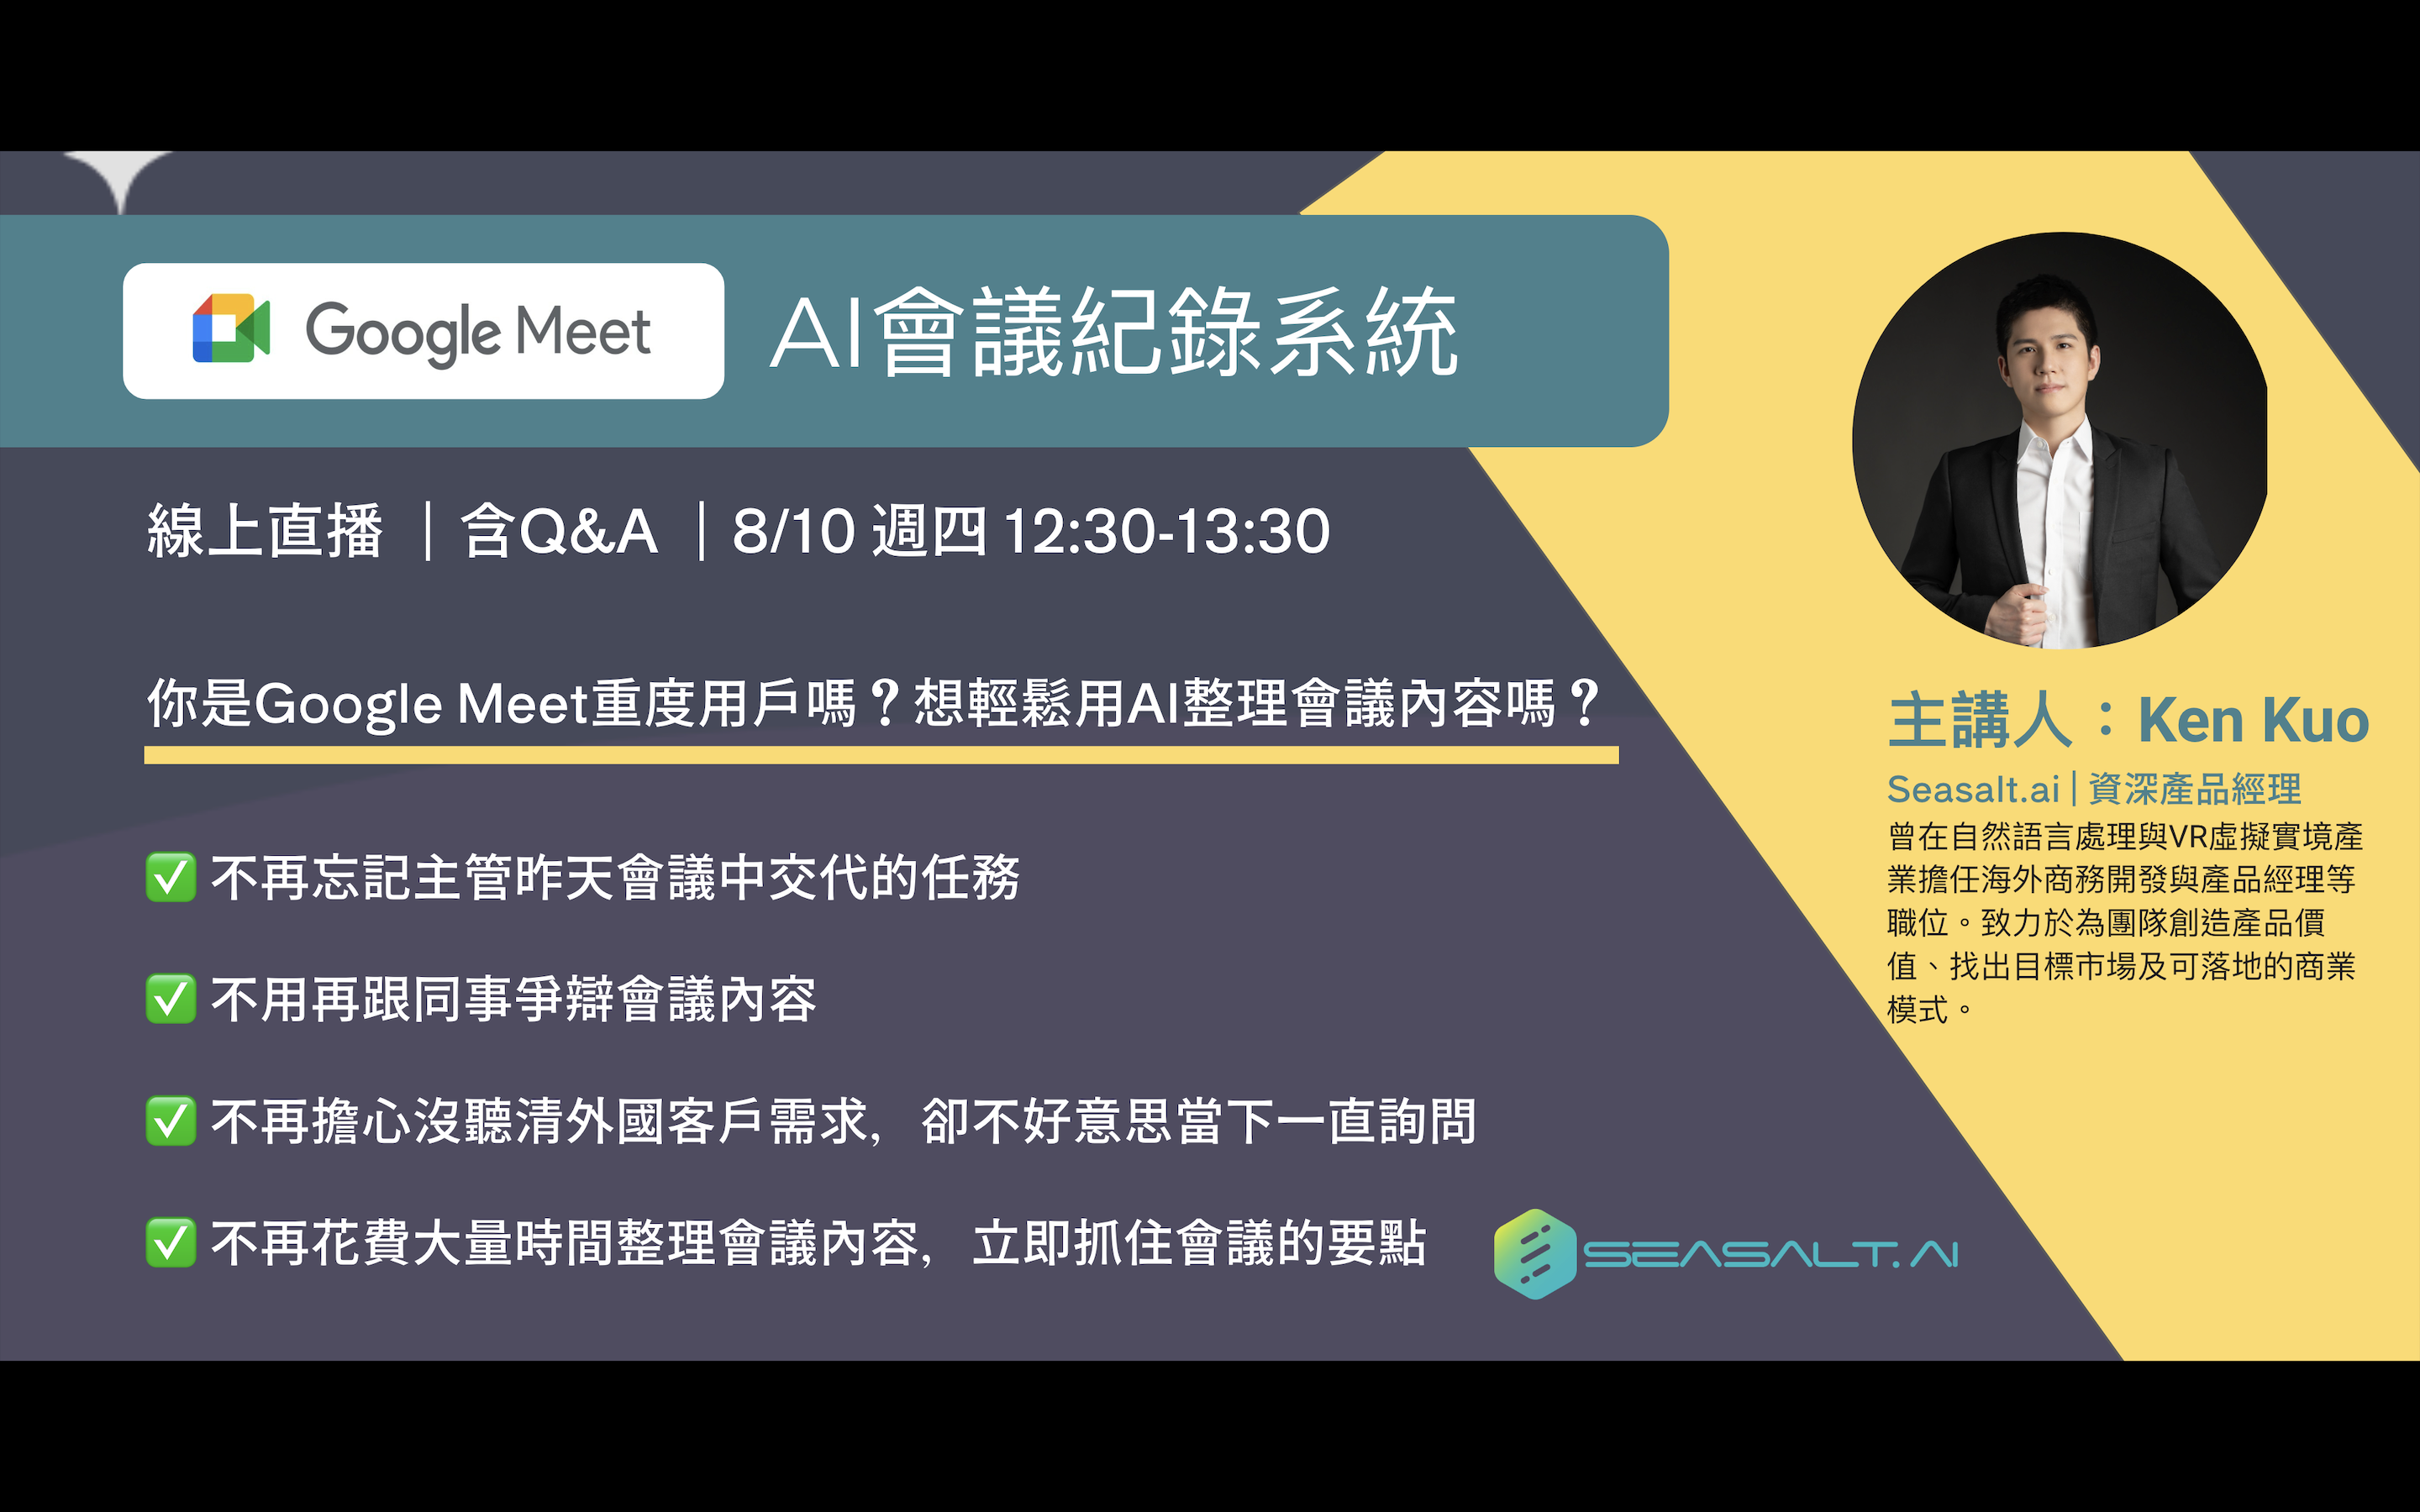 Google Meet AI會議紀錄系統
線上直播｜含Q&A｜8/10 週四 12:30-13:30
你是Google Meet重度用戶嗎？想輕鬆用AI整理會議內容嗎？
✅ 不再忘記主管昨天會議中交代的任務
✅ 不用再跟同事爭辯會議內容
✅ 不再擔心沒聽清外國客戶需求，卻不好意思當下一直詢問
✅ 不再花費大量時間整理會議內容，立即抓住會議的要點
SEASALT.AI
主講人：Ken Kuo
Seasalt.ai｜資深產品經理
曾在自然語言處理與VR虛擬實境產
業擔任海外商務開發與產品經理等
職位。致力於為團隊創造產品價
值、找出目標市場及可落地的商業
模式。